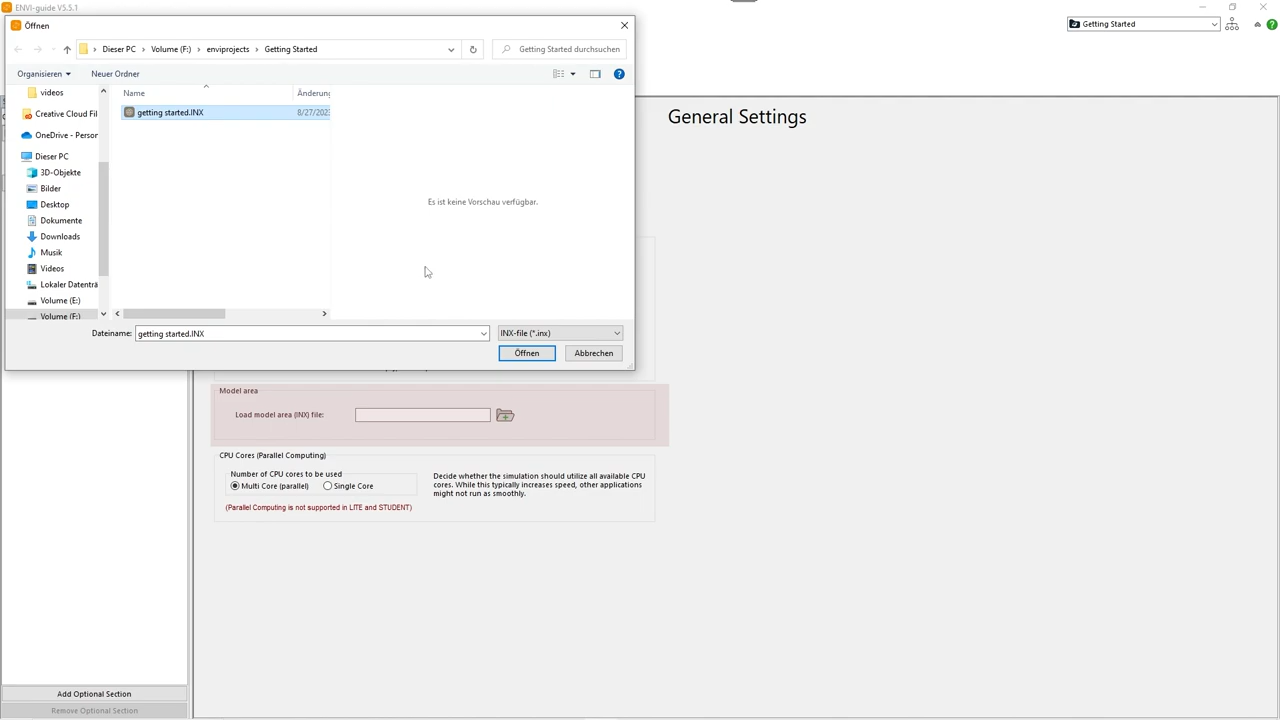 ENVI-guide V5.5.1
Öffnen
Getting Started
Dieser PC
Volume (F:)
enviprojects
Getting Started
Getting Started durchsuchen
Organisieren
Neuer Ordner
videos
Name
Änderung
Creative Cloud Fil
getting started.INX
8/27/202
OneDrive - Person
Dieser PC
General Settings
3D-Objekte
Bilder
Desktop
Es ist keine Vorschau verfügbar.
Dokumente
Downloads
Musik
Videos
Lokaler Datenträ
Volume (E:)
Volume (F:)
Dateiname:
getting started.INX
INX-file (*.inx)
Öffnen
Abbrechen
Model area
Load model area (INX) file:
CPU Cores (Parallel Computing)
Number of CPU cores to be used
Multi Core (parallel)
Single Core
Decide whether the simulation should utilize all available CPU
cores. While this typically increases speed, other applications
might not run as smoothly.
(Parallel Computing is not supported in LITE and STUDENT)
Add Optional Section
Remove Optional Section